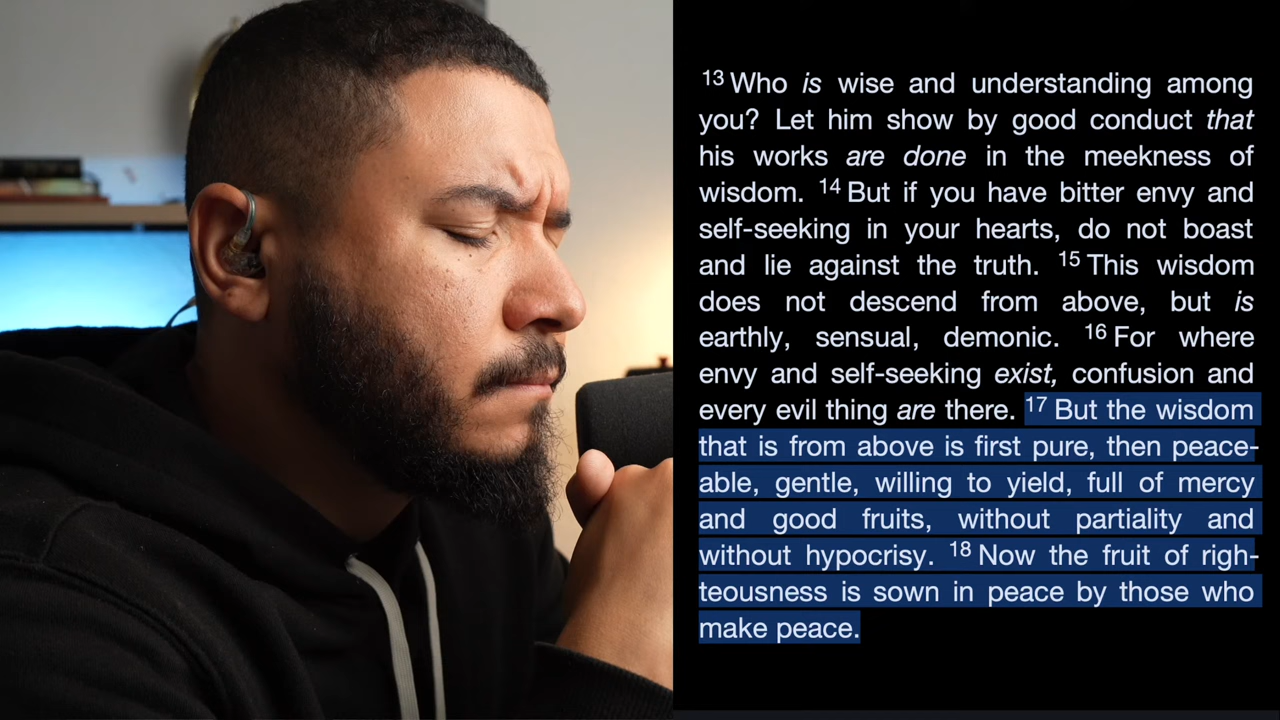 13 Who is wise and understanding among
you? Let him show by good conduct that
his works are done in the meekness of
wisdom. 14 But if you have bitter envy and
self-seeking in your hearts, do not boast
and lie against the truth. 15 This wisdom
does not descend from above, but is
earthly, sensual, demonic. 16 For where
envy and self-seeking exist, confusion and
every evil thing are there. 17 But the wisdom
that is from above is first pure, then peace-
able, gentle, willing to yield, full of mercy
and good fruits, without partiality and
without hypocrisy. 18 Now the fruit of righ-
teousness is sown in peace by those who
make peace.